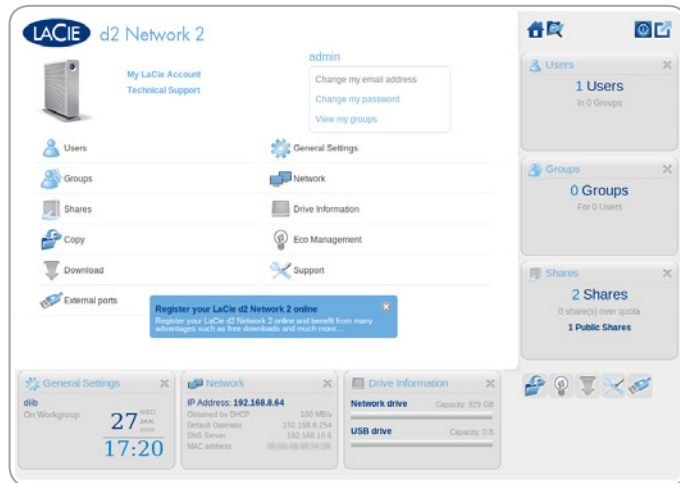 LACIE d2 Network 2
My LaCie Account
Technical Support
admin
Change my email address
Change my password
View my groups
Users
General Settings
Groups
Network
Shares
Drive Information
Copy
Eco Management
Download
Support
External ports
Register your LaCie d2 Network 2 online
Register your LaCie d2 Network 2 online and benefit from many
advantages such as free downloads and much more...
Users
1 Users
In 0 Groups
Groups
0 Groups
For 0 Users
Shares
2 Shares
0 share(s) over quota
1 Public Shares
General Settings
On Workgroup
27 WED.
JAN.
2010
17:20
Network
IP Address: 192.168.8.64
Obtained by DHCP 100 MB/s
Default Gateway 192.168.8.254
DNS Server 192.168.10.6
MAC address
Drive Information
Network drive Capacity: 929 GB
USB drive Capacity: 0 B